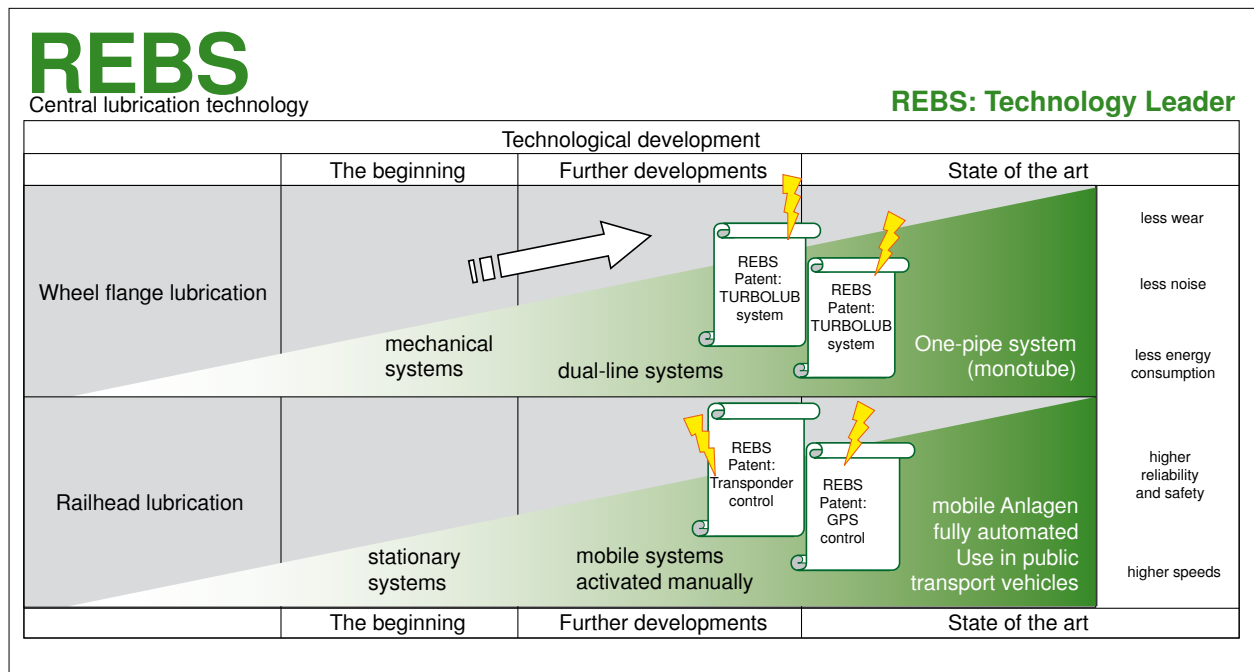 REBS
Central lubrication technology
REBS: Technology Leader
Technological development
The beginning
Further developments
State of the art
Wheel flange lubrication
mechanical
systems
dual-line systems
REBS
Patent:
TURBOLUB
system
REBS
Patent:
TURBOLUB
system
One-pipe system
(monotube)
less wear
less noise
less energy
consumption
Railhead lubrication
stationary
systems
mobile systems
activated manually
REBS
Patent:
Transponder
control
REBS
Patent:
GPS
control
mobile Anlagen
fully automated
Use in public
transport vehicles
higher
reliability
and safety
higher speeds
The beginning
Further developments
State of the art